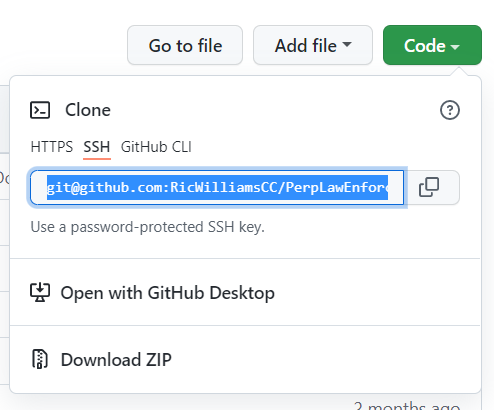 Go to file Add file Code
Clone
HTTPS SSH GitHub CLI
git@github.com:RicWilliamsCC/PerpLawEnfor
Use a password-protected SSH key.
Open with GitHub Desktop
Download ZIP
2 months ago